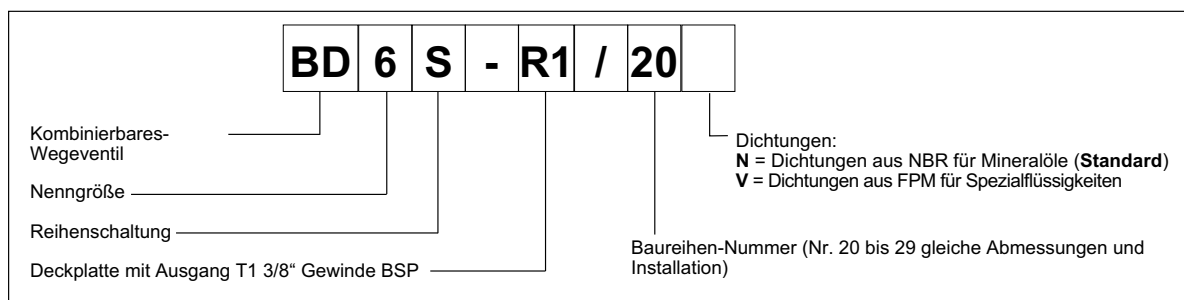 BD 6 S - R1 / 20
Kombinierbares-
Wegeventil
Nenngröße
Reihenschaltung
Deckplatte mit Ausgang T1 3/8“ Gewinde BSP
Dichtungen:
N = Dichtungen aus NBR für Mineralöle (Standard)
V = Dichtungen aus FPM für Spezialflüssigkeiten
Baureihen-Nummer (Nr. 20 bis 29 gleiche Abmessungen und
Installation)